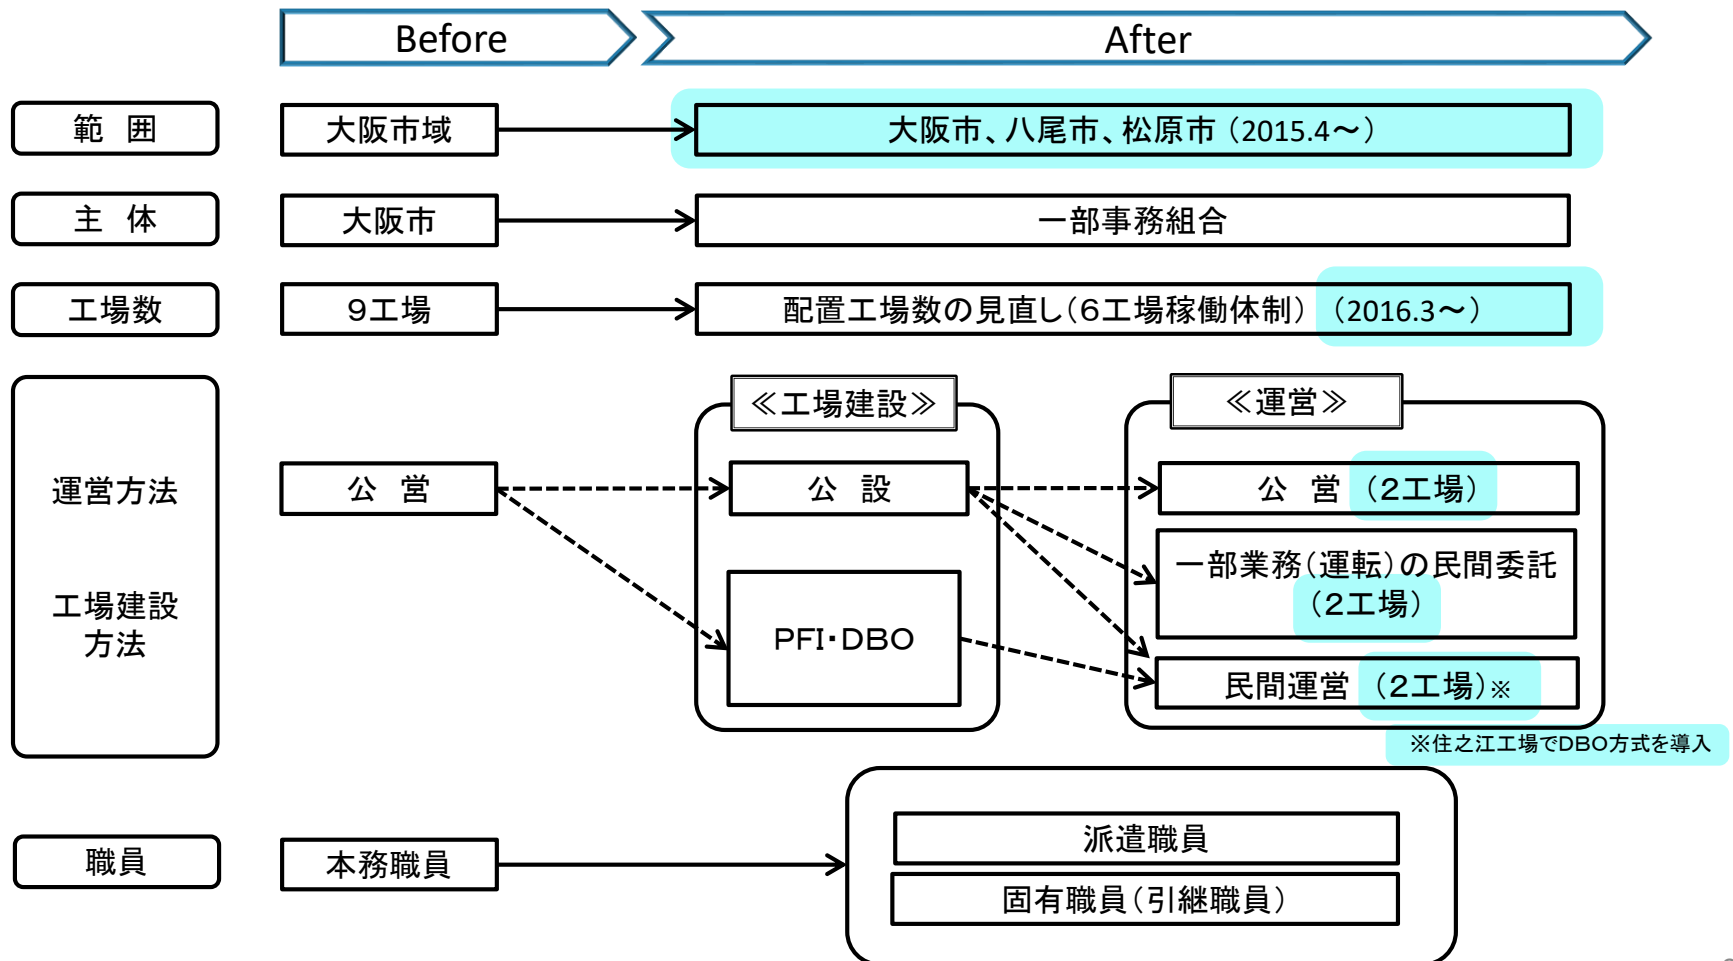 Before
After
範　囲
大阪市域
大阪市、八尾市、松原市（2015.4～）
主　体
大阪市
一部事務組合
工場数
９工場
配置工場数の見直し（６工場稼働体制）（2016.3～）
運営方法
工場建設
方法
公　営
≪工場建設≫
公　設
PFI・DBO
≪運営≫
公　営（２工場）
一部業務（運転）の民間委託
（２工場）
民間運営（２工場）※
※住之江工場でDBO方式を導入
職員
本務職員
派遣職員
固有職員（引継職員）